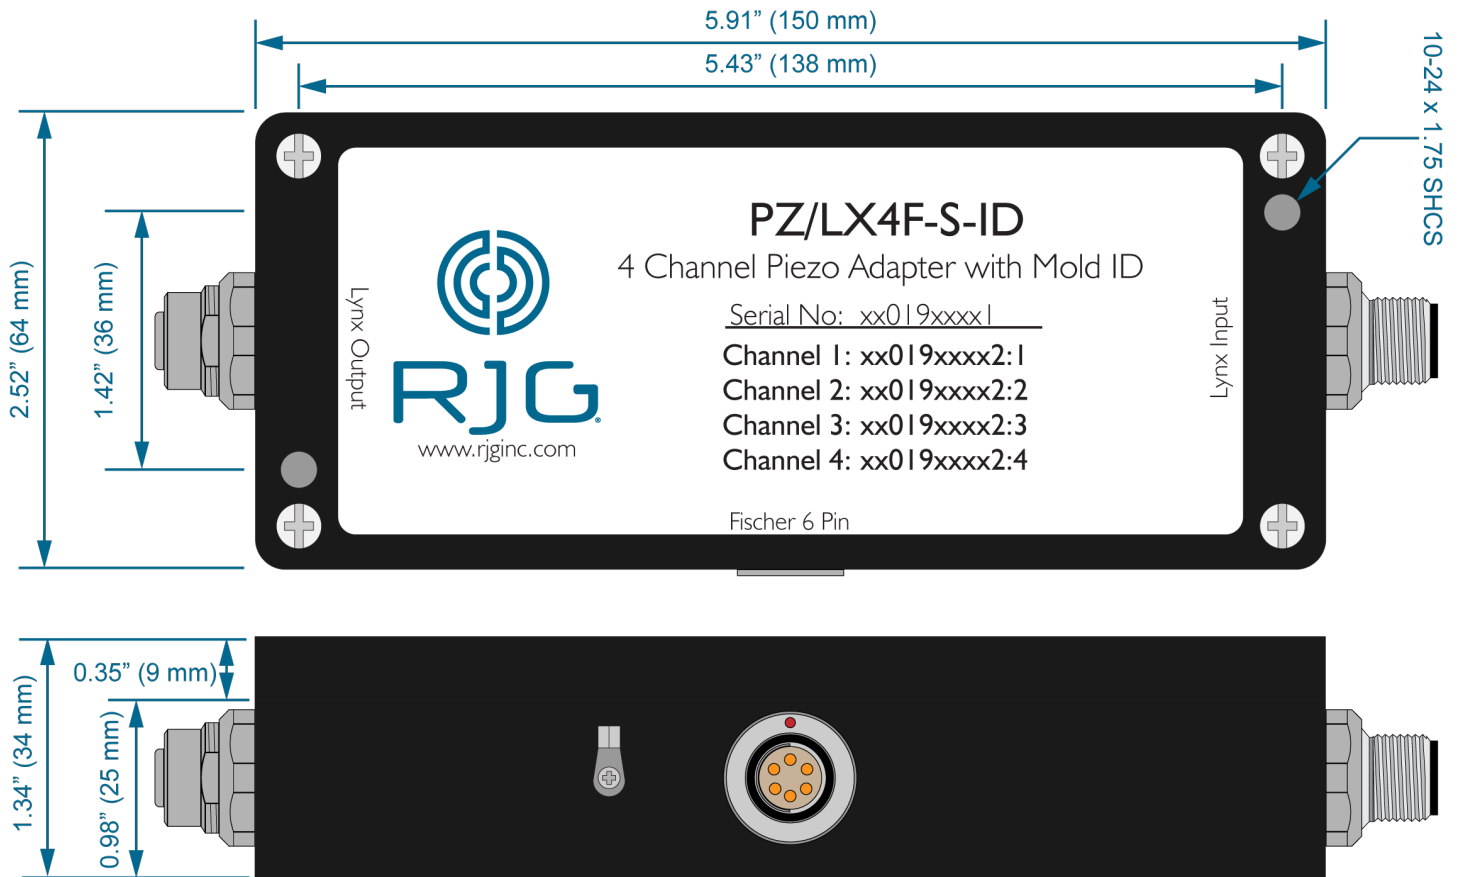 5.91” (150 mm)
5.43” (138 mm)
10-24 x 1.75 SHCS
2.52” (64 mm)
1.42” (36 mm)
Lynx Output
RJG®
www.rjginc.com
PZ/LX4F-S-ID
4 Channel Piezo Adapter with Mold ID
Serial No: xx019xxxx1
Channel 1: xx019xxxx2:1
Channel 2: xx019xxxx2:2
Channel 3: xx019xxxx2:3
Channel 4: xx019xxxx2:4
Lynx Input
Fischer 6 Pin
0.35” (9 mm)
1.34” (34 mm)
0.98” (25 mm)